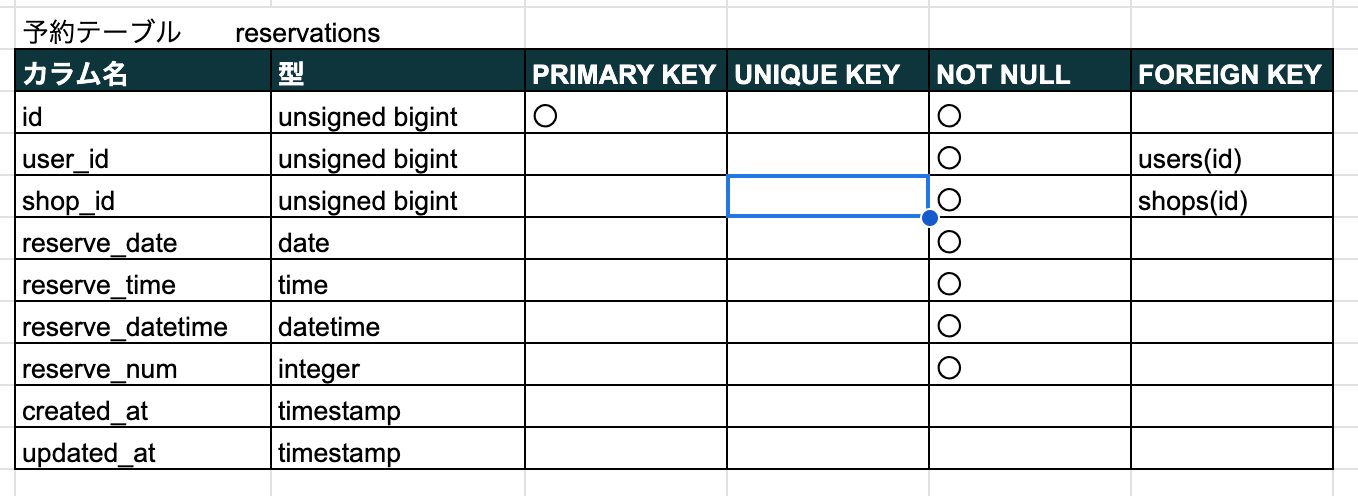 予約テーブル reservations
カラム名 型 PRIMARY KEY UNIQUE KEY NOT NULL FOREIGN KEY
id unsigned bigint ○ ○
user_id unsigned bigint ○ users(id)
shop_id unsigned bigint ○ shops(id)
reserve_date date ○
reserve_time time ○
reserve_datetime datetime ○
reserve_num integer ○
created_at timestamp
updated_at timestamp